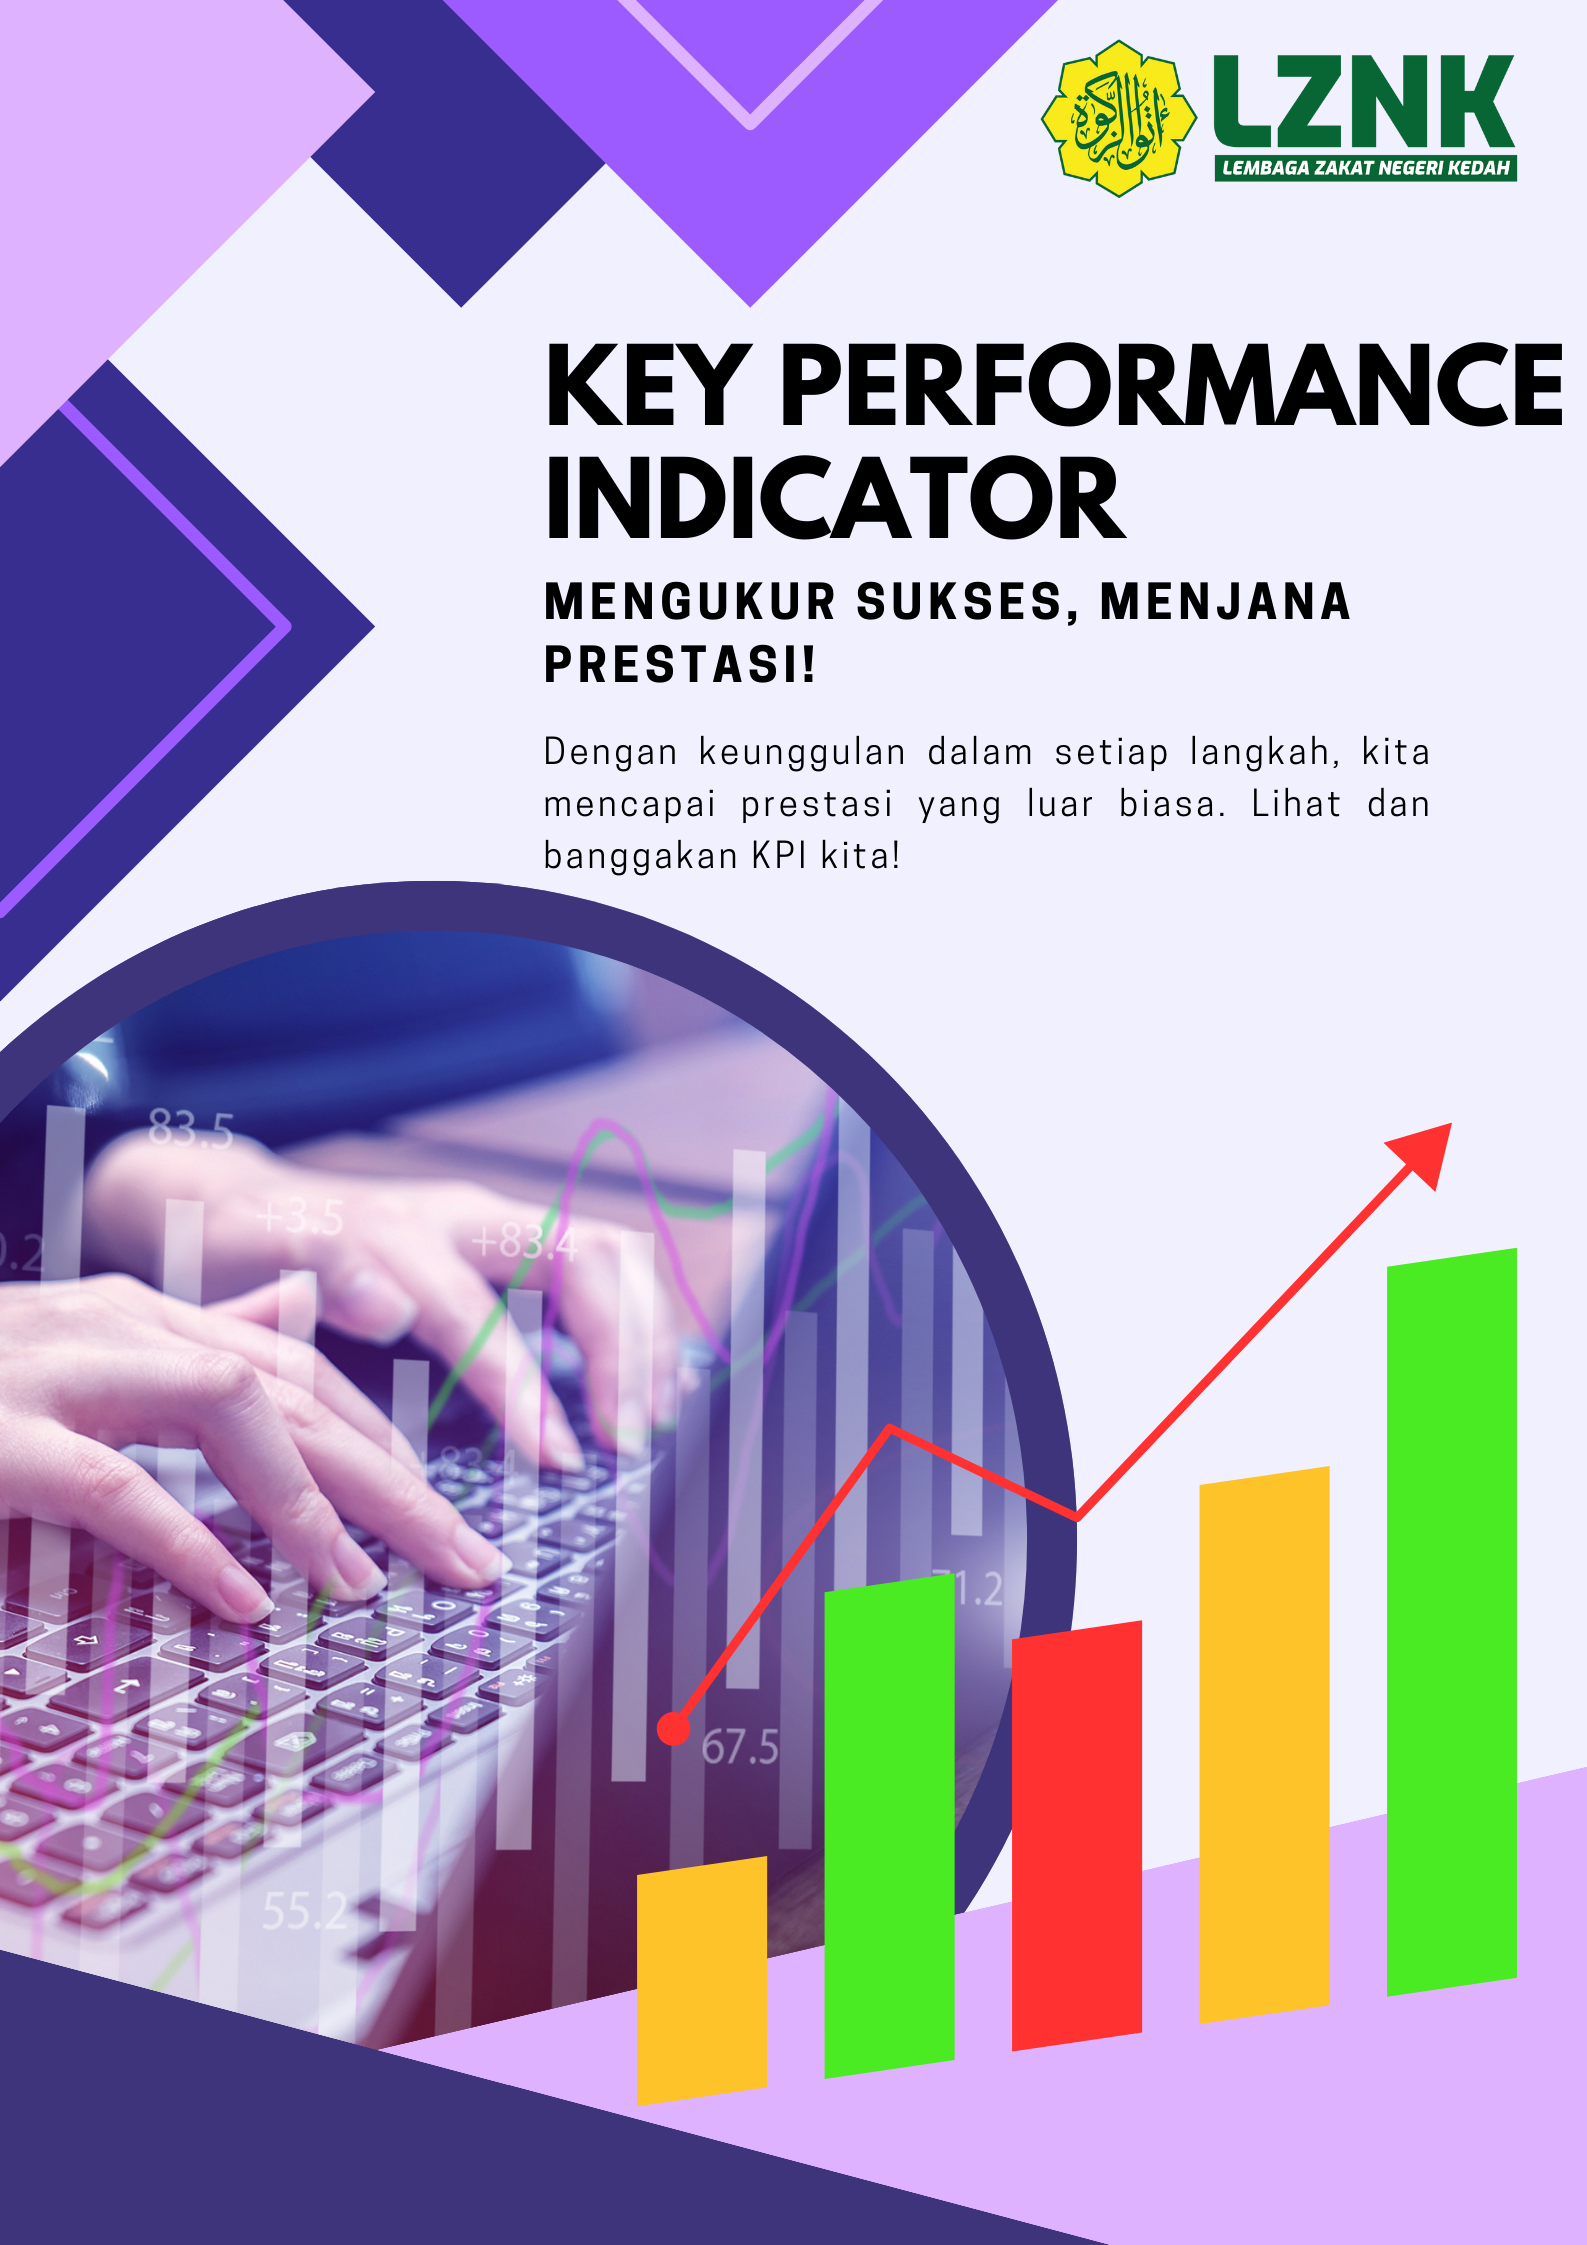 LZNK
LEMBAGA ZAKAT NEGERI KEDAH
KEY PERFORMANCE
INDICATOR
MENGUKUR SUKSES, MENJANA
PRESTASI!
Dengan keunggulan dalam setiap langkah, kita
mencapai prestasi yang luar biasa. Lihat dan
banggakan KPI kita!
83.5
+3.5
+83.4
+83.4
71.2
67.5
55.2